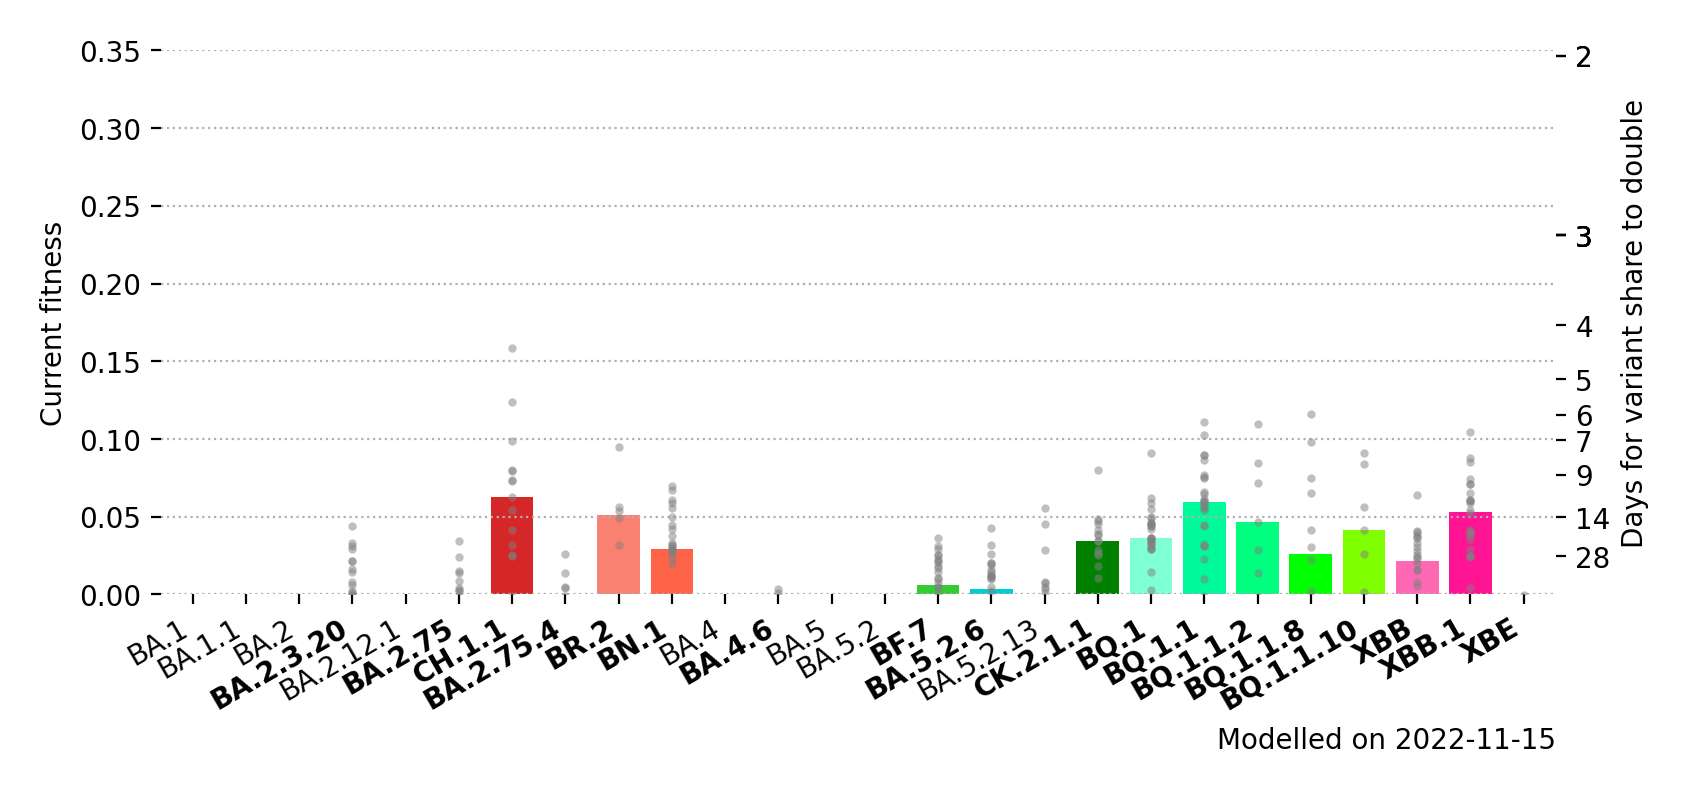 Current fitness
0.35
0.30
0.25
0.20
0.15
0.10
0.05
0.00
2
3
4
5
6
7
9
14
28
Days for variant share to double
BA.1
BA.1.1
BA.2
BA.2.3.20
BA.2.12.1
BA.2.75
CH.1.1
BA.2.75.4
BR.2
BN.1
BA.4
BA.4.6
BA.5
BA.5.2
BF.7
BA.5.2.6
BA.5.2.13
CK.2.1.1
BQ.1
BQ.1.1
BQ.1.1.2
BQ.1.1.8
BQ.1.1.10
XBB
XBB.1
XBE
Modelled on 2022-11-15